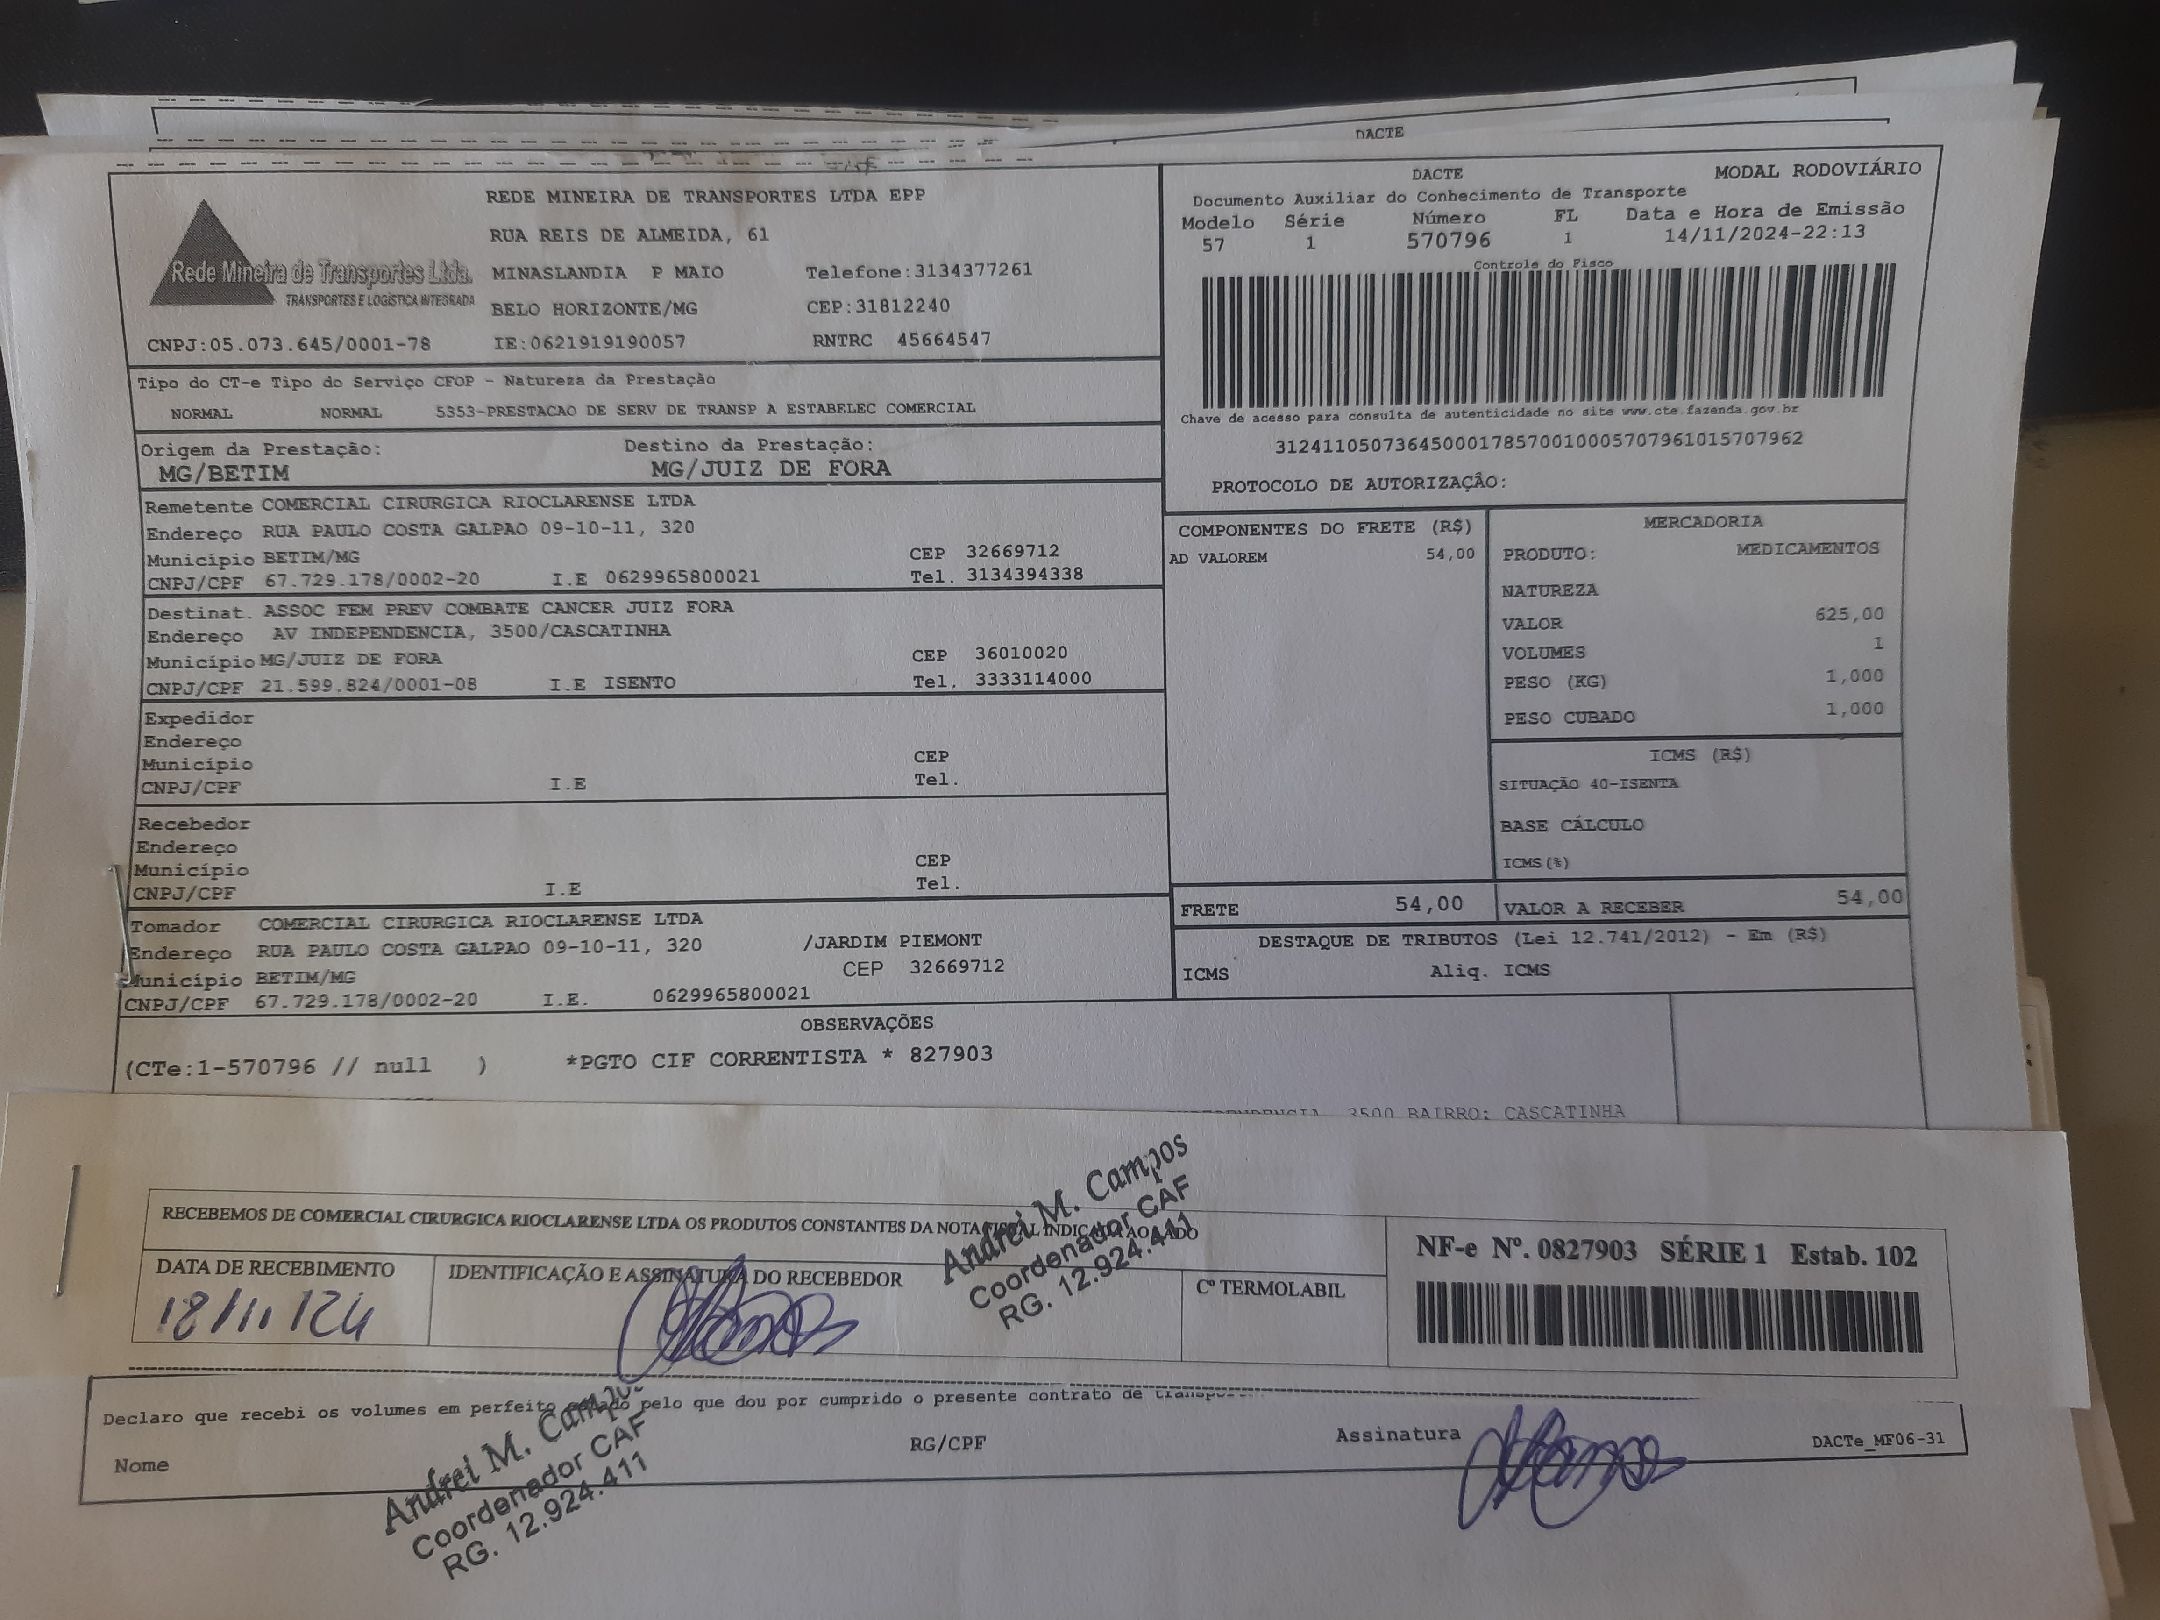 DACTE
REDE MINEIRA DE TRANSPORTES LTDA EPP
RUA REIS DE ALMEIDA, 61
Rede Mineira de Transportes Ltda.
TRANSPORTES E LOGÍSTICA INTEGRADA
MINASLANDIA P MAIO Telefone:3134377261
BELO HORIZONTE/MG CEP:31812240
CNPJ:05.073.645/0001-78 IE:0621919190057 RNTRC 45664547
DACTE MODAL RODOVIÁRIO
Documento Auxiliar do Conhecimento de Transporte
Modelo Série Número FL Data e Hora de Emissão
57 1 570796 1 14/11/2024-22:13
Controle do Fisco
Chave de acesso para consulta de autenticidade no site www.cte.fazenda.gov.br
31241105073645000178570010005707961015707962
PROTOCOLO DE AUTORIZAÇÃO:
Tipo do CT-e Tipo do Serviço CFOP - Natureza da Prestação
NORMAL NORMAL 5353-PRESTACAO DE SERV DE TRANSP A ESTABELEC COMERCIAL
Origem da Prestação: Destino da Prestação:
MG/BETIM MG/JUIZ DE FORA
Remetente COMERCIAL CIRURGICA RIOCLARENSE LTDA
Endereço RUA PAULO COSTA GALPAO 09-10-11, 320
Município BETIM/MG CEP 32669712
CNPJ/CPF 67.729.178/0002-20 I.E 0629965800021 Tel. 3134394338
Destinat. ASSOC FEM PREV COMBATE CANCER JUIZ FORA
Endereço AV INDEPENDENCIA, 3500/CASCATINHA
Município MG/JUIZ DE FORA CEP 36010020
CNPJ/CPF 21.599.824/0001-08 I.E ISENTO Tel. 3333114000
Expedidor
Endereço
Município CEP
CNPJ/CPF I.E Tel.
Recebedor
Endereço
Município CEP
CNPJ/CPF I.E Tel.
Tomador COMERCIAL CIRURGICA RIOCLARENSE LTDA
Endereço RUA PAULO COSTA GALPAO 09-10-11, 320 /JARDIM PIEMONT
Município BETIM/MG CEP 32669712
CNPJ/CPF 67.729.178/0002-20 I.E. 0629965800021
COMPONENTES DO FRETE (R$)
AD VALOREM 54,00
MERCADORIA
PRODUTO: MEDICAMENTOS
NATUREZA
VALOR 625,00
VOLUMES 1
PESO (KG) 1,000
PESO CUBADO 1,000
ICMS (R$)
SITUAÇÃO 40-ISENTA
BASE CÁLCULO
ICMS(%)
FRETE 54,00 VALOR A RECEBER 54,00
DESTAQUE DE TRIBUTOS (Lei 12.741/2012) - Em (R$)
ICMS Aliq. ICMS
OBSERVAÇÕES
(CTe:1-570796 // null ) *PGTO CIF CORRENTISTA * 827903
3500 BAIRRO: CASCATINHA
RECEBEMOS DE COMERCIAL CIRURGICA RIOCLARENSE LTDA OS PRODUTOS CONSTANTES DA NOTA FISCAL INDICADA AO LADO
DATA DE RECEBIMENTO IDENTIFICAÇÃO E ASSINATURA DO RECEBEDOR Cº TERMOLABIL
18/11/24
Andrei M. Campos
Coordenador CAF
RG. 12.924.411
NF-e Nº. 0827903 SÉRIE 1 Estab. 102
Declaro que recebi os volumes em perfeito estado pelo que dou por cumprido o presente contrato de
Nome RG/CPF Assinatura DACTe_MF06-31
Andrei M. Campos
Coordenador CAF
RG. 12.924.411